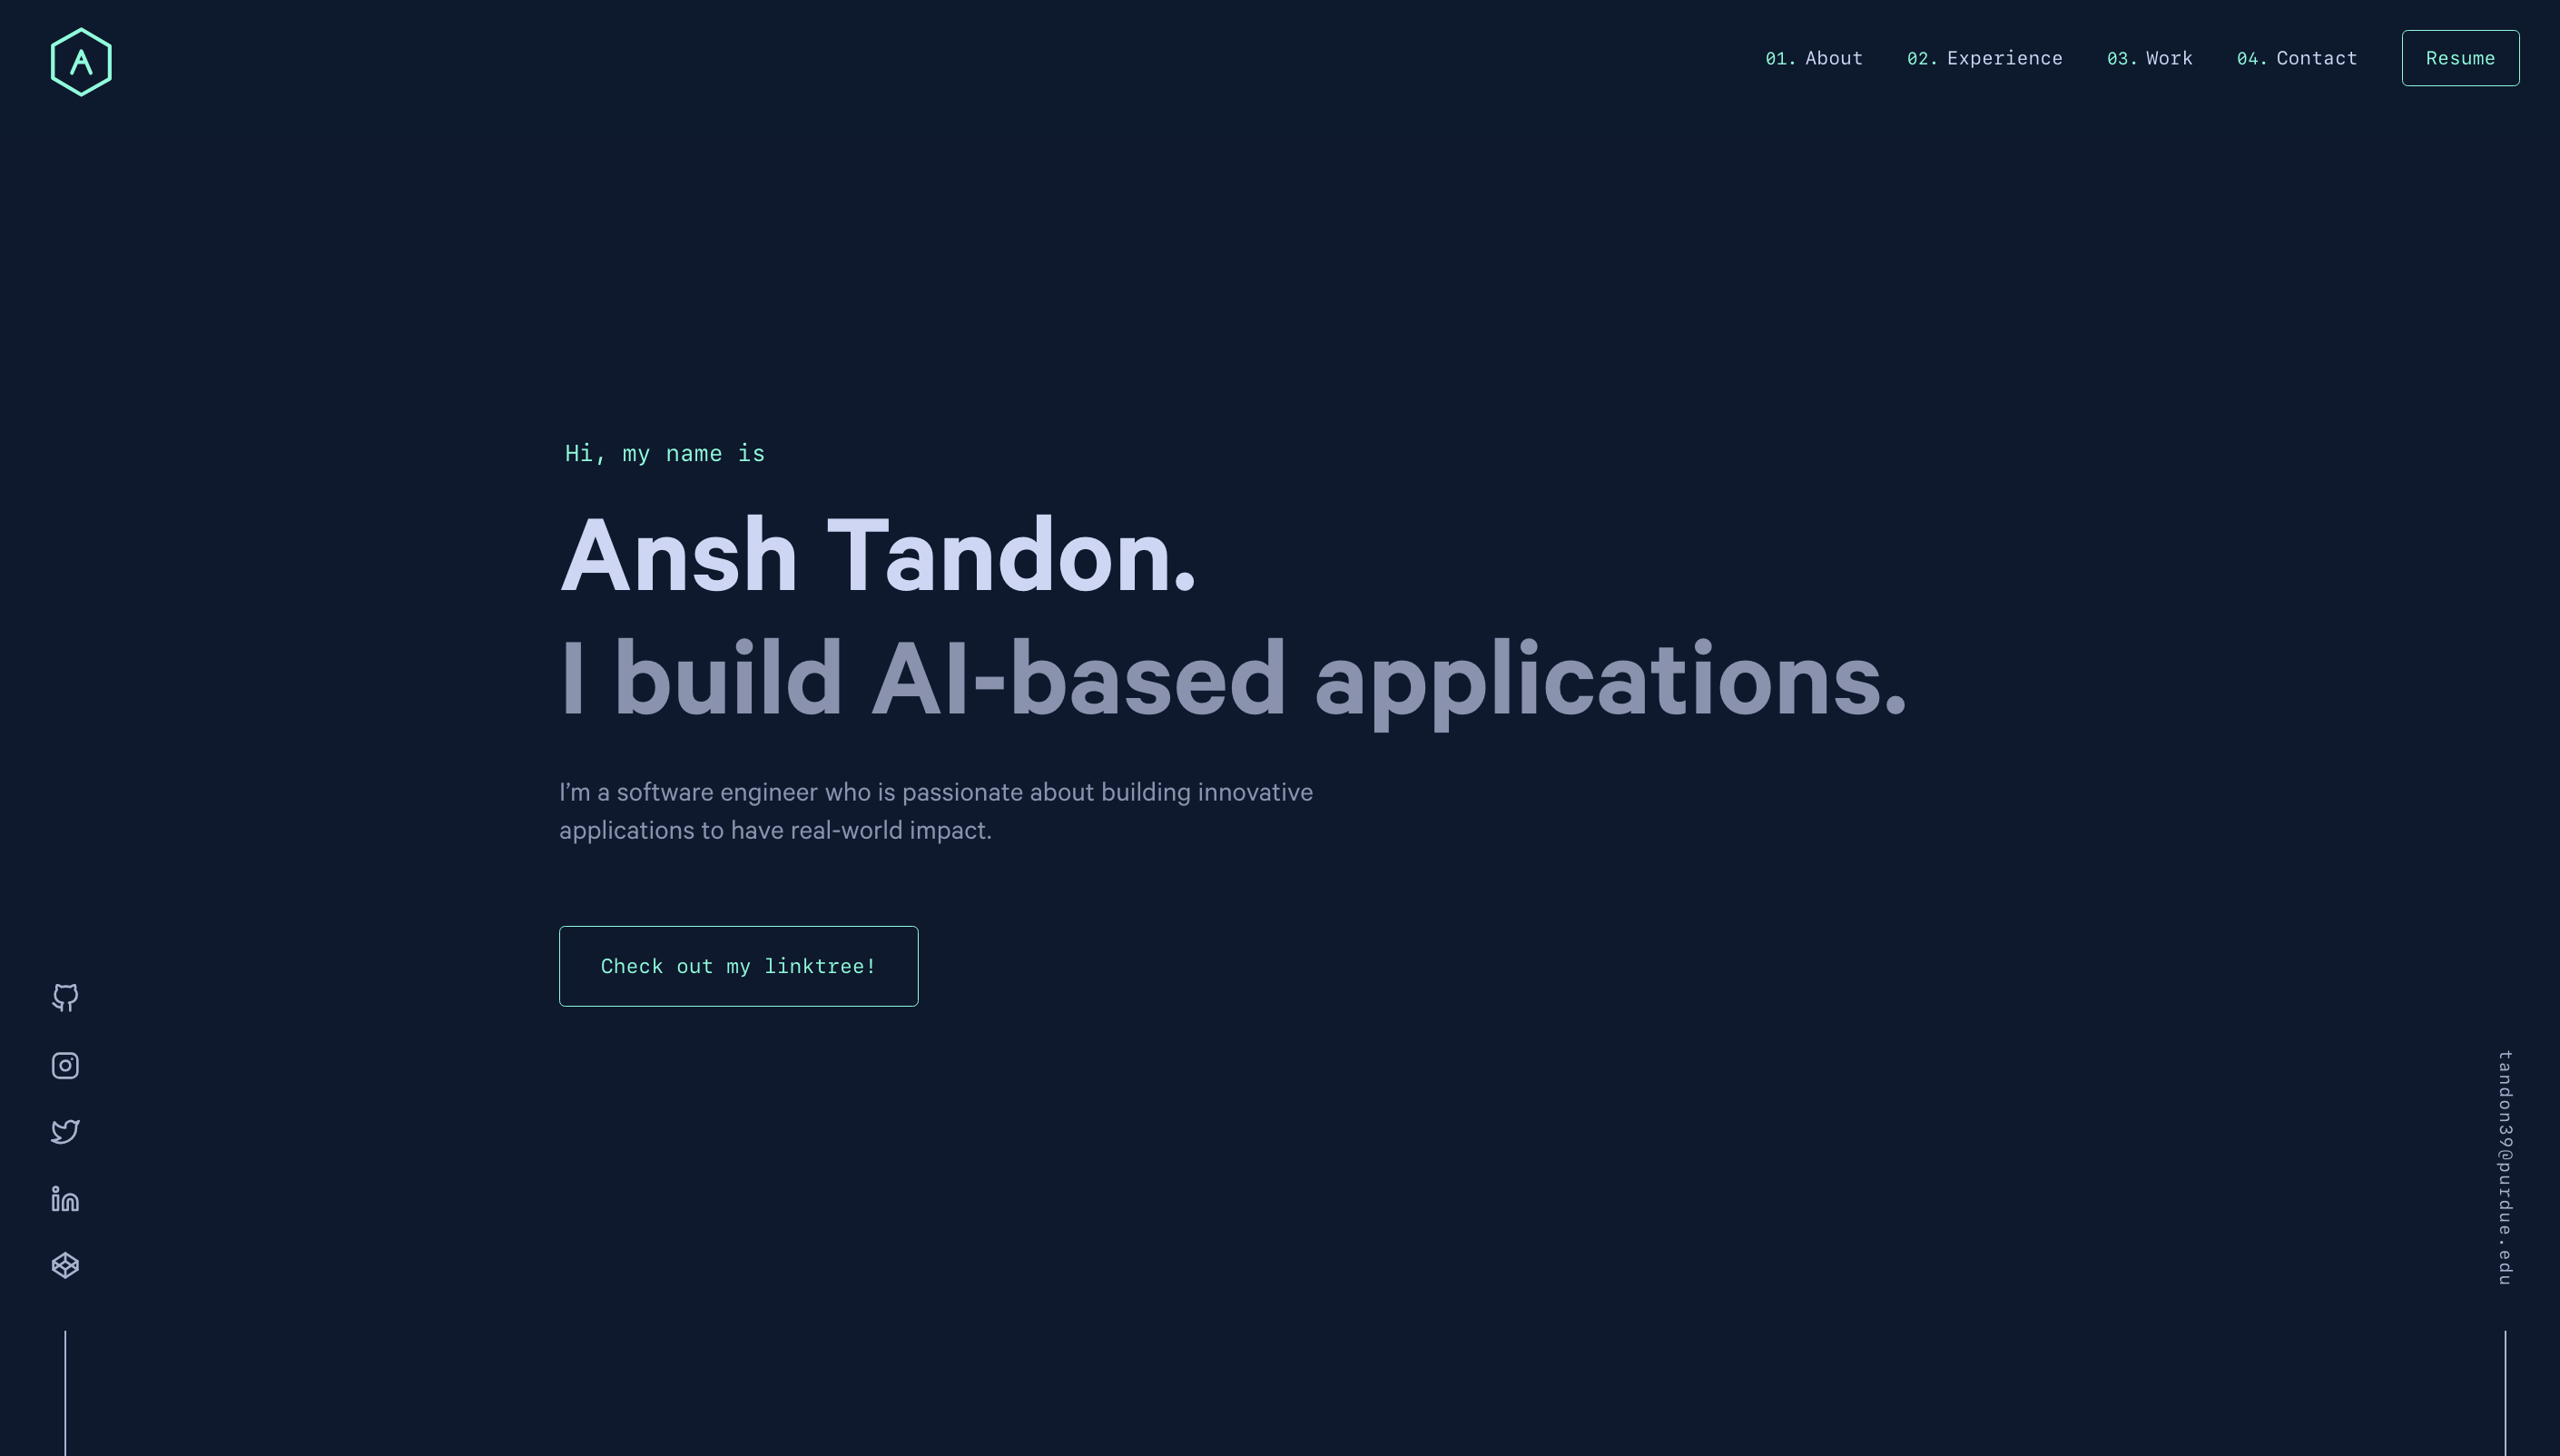 A
01. About 02. Experience 03. Work 04. Contact Resume
Hi, my name is
Ansh Tandon.
I build AI-based applications.
I’m a software engineer who is passionate about building innovative
applications to have real-world impact.
Check out my linktree!
in
tandon39@purdue.edu